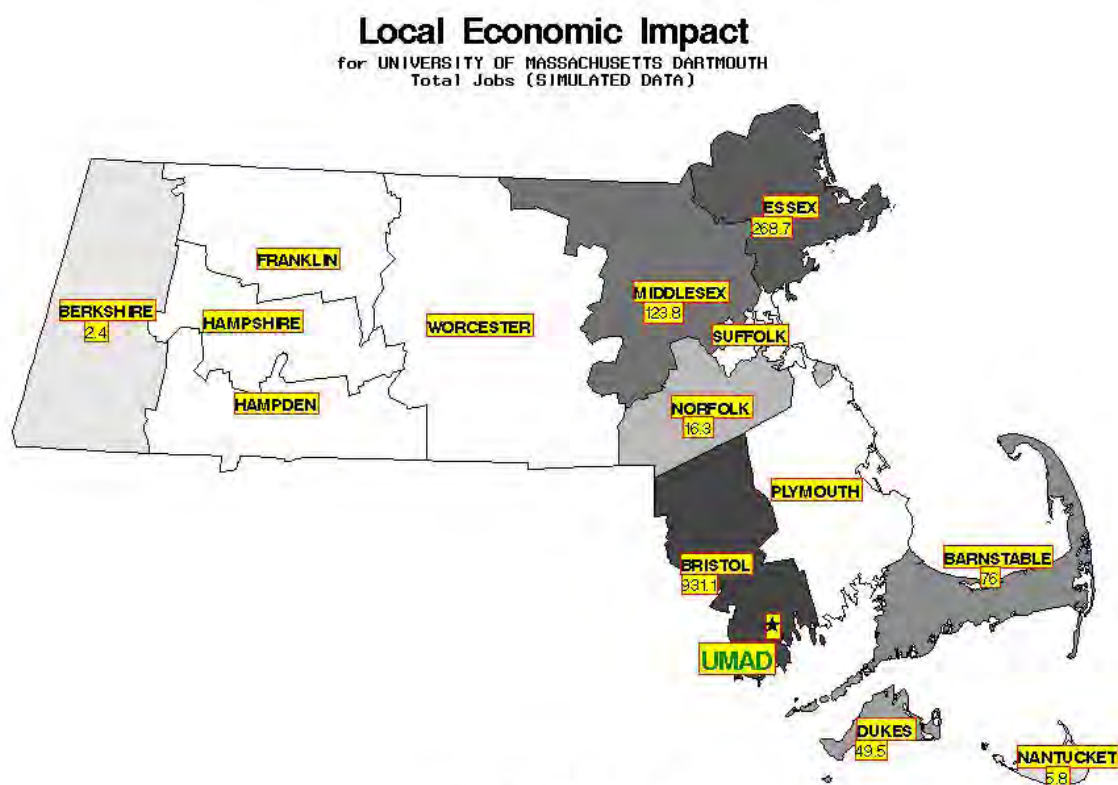 Local Economic Impact
for UNIVERSITY OF MASSACHUSETTS DARTMOUTH
Total Jobs (SIMULATED DATA)
ESSEX
268.7
FRANKLIN
MIDDLESEX
123.8
BERKSHIRE
2.4
HAMPSHIRE
WORCESTER
SUFFOLK
HAMPDEN
NORFOLK
16.3
PLYMOUTH
BRISTOL
931.1
BARNSTABLE
76
UMAD
DUKES
49.5
NANTUCKET
5.8